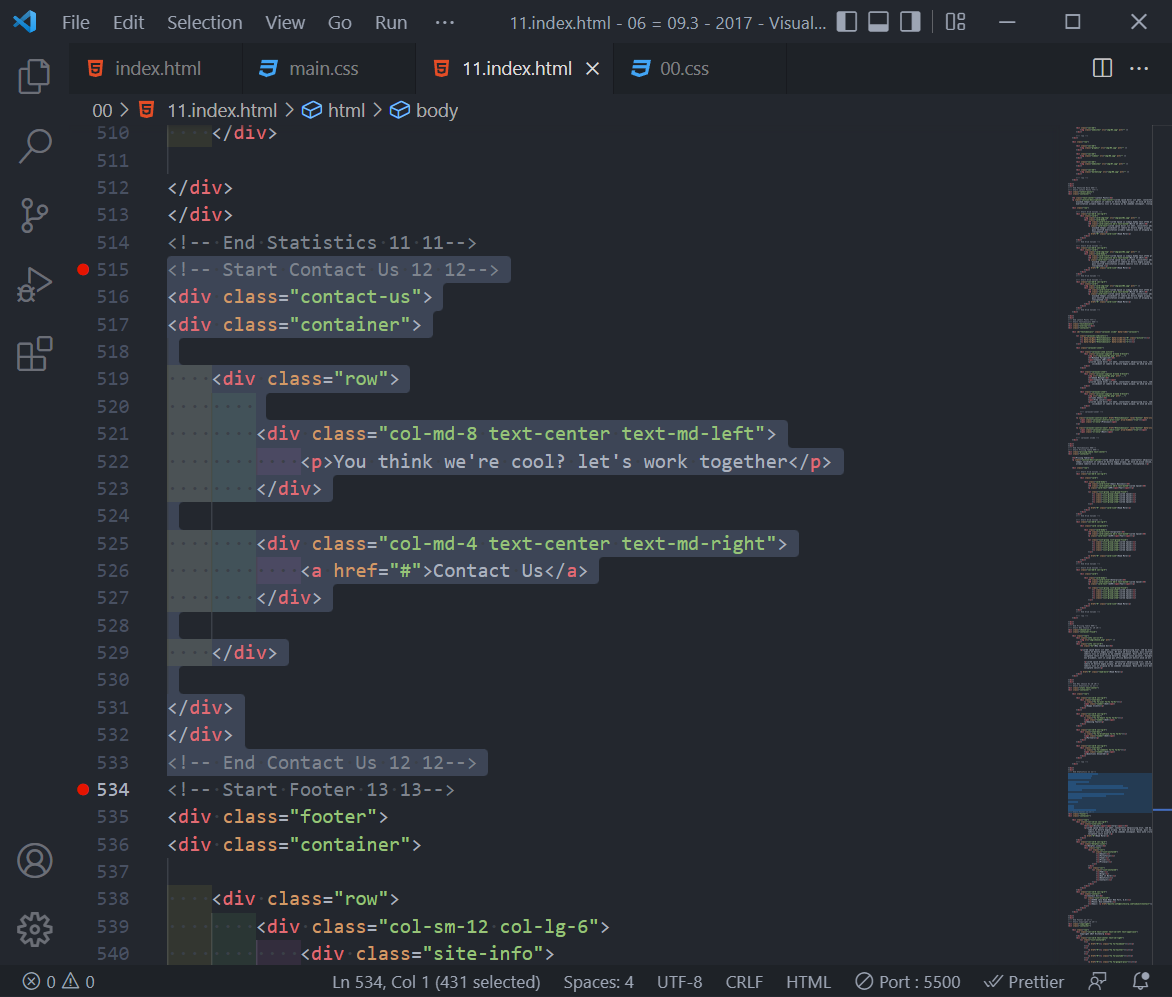 File Edit Selection View Go Run ··· 11.index.html - 06 = 09.3 - 2017 - Visual...
index.html main.css 11.index.html 00.css
00 > 11.index.html > html > body
510 </div>
511
512 </div>
513 </div>
514 <!-- End Statistics 11 11-->
515 <!-- Start Contact Us 12 12-->
516 <div class="contact-us">
517 <div class="container">
518
519 <div class="row">
520
521 <div class="col-md-8 text-center text-md-left">
522 <p>You think we're cool? let's work together</p>
523 </div>
524
525 <div class="col-md-4 text-center text-md-right">
526 <a href="#">Contact Us</a>
527 </div>
528
529 </div>
530
531 </div>
532 </div>
533 <!-- End Contact Us 12 12-->
534 <!-- Start Footer 13 13-->
535 <div class="footer">
536 <div class="container">
537
538 <div class="row">
539 <div class="col-sm-12 col-lg-6">
540 <div class="site-info">
0 0 Ln 534, Col 1 (431 selected) Spaces: 4 UTF-8 CRLF HTML Port : 5500 Prettier